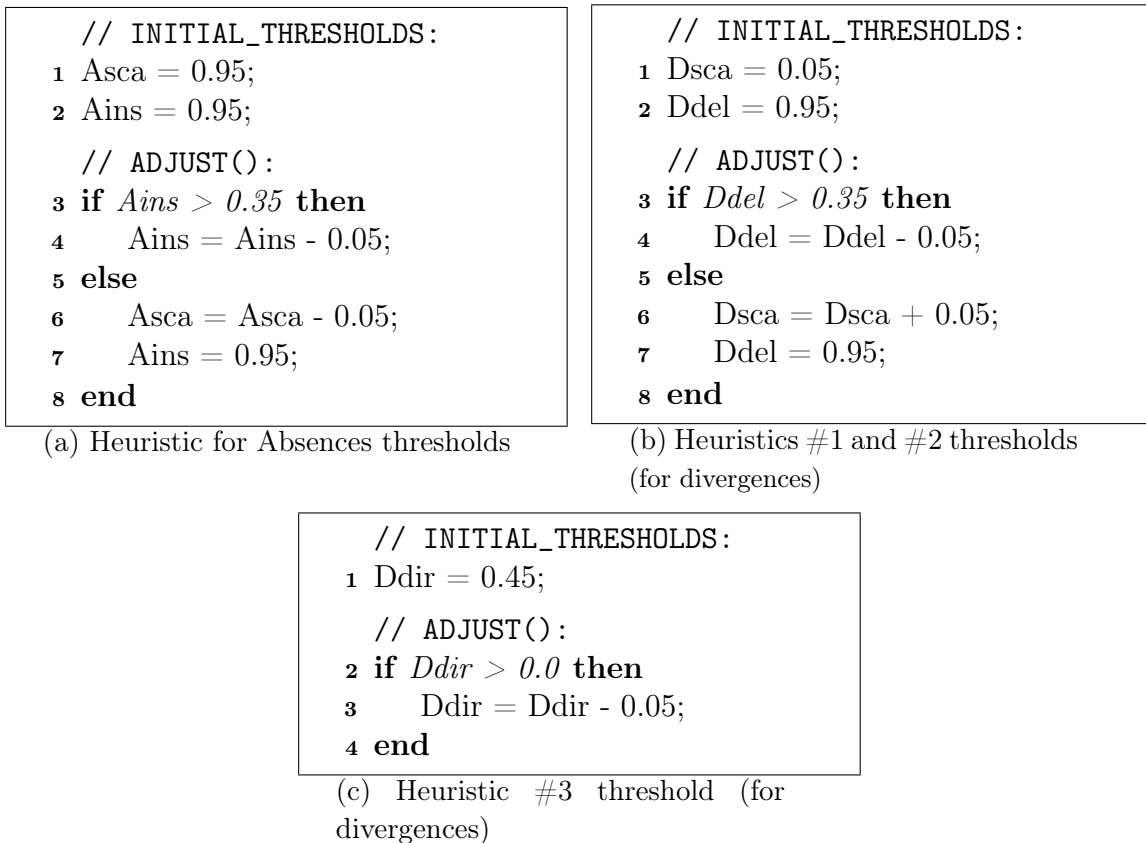 // INITIAL_THRESHOLDS:
1 Asca = 0.95;
2 Ains = 0.95;
// ADJUST():
3 if Ains > 0.35 then
4 Ains = Ains - 0.05;
5 else
6 Asca = Asca - 0.05;
7 Ains = 0.95;
8 end
(a) Heuristic for Absences thresholds
// INITIAL_THRESHOLDS:
1 Dsca = 0.05;
2 Ddel = 0.95;
// ADJUST():
3 if Ddel > 0.35 then
4 Ddel = Ddel - 0.05;
5 else
6 Dsca = Dsca + 0.05;
7 Ddel = 0.95;
8 end
(b) Heuristics #1 and #2 thresholds
(for divergences)
// INITIAL_THRESHOLDS:
1 Ddir = 0.45;
// ADJUST():
2 if Ddir > 0.0 then
3 Ddir = Ddir - 0.05;
4 end
(c) Heuristic #3 threshold (for
divergences)